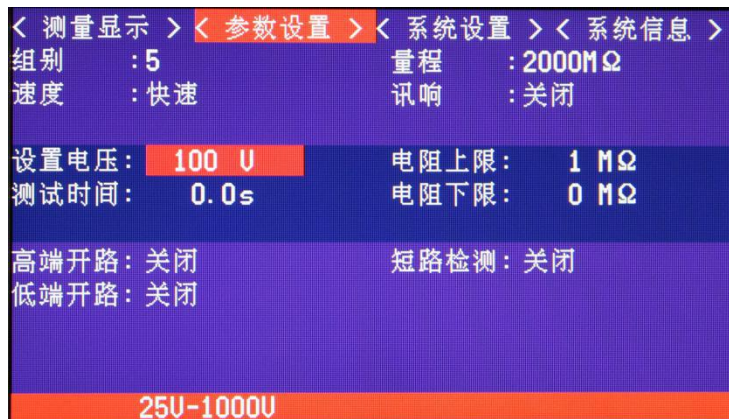 < 测量显示 > < 参数设置 > < 系统设置 > < 系统信息 >
组别 :5 量程 :2000MΩ
速度 :快速 讯响 :关闭
设置电压: 100 V 电阻上限: 1 MΩ
测试时间: 0.0s 电阻下限: 0 MΩ
高端开路:关闭 短路检测:关闭
低端开路:关闭
25V-1000V